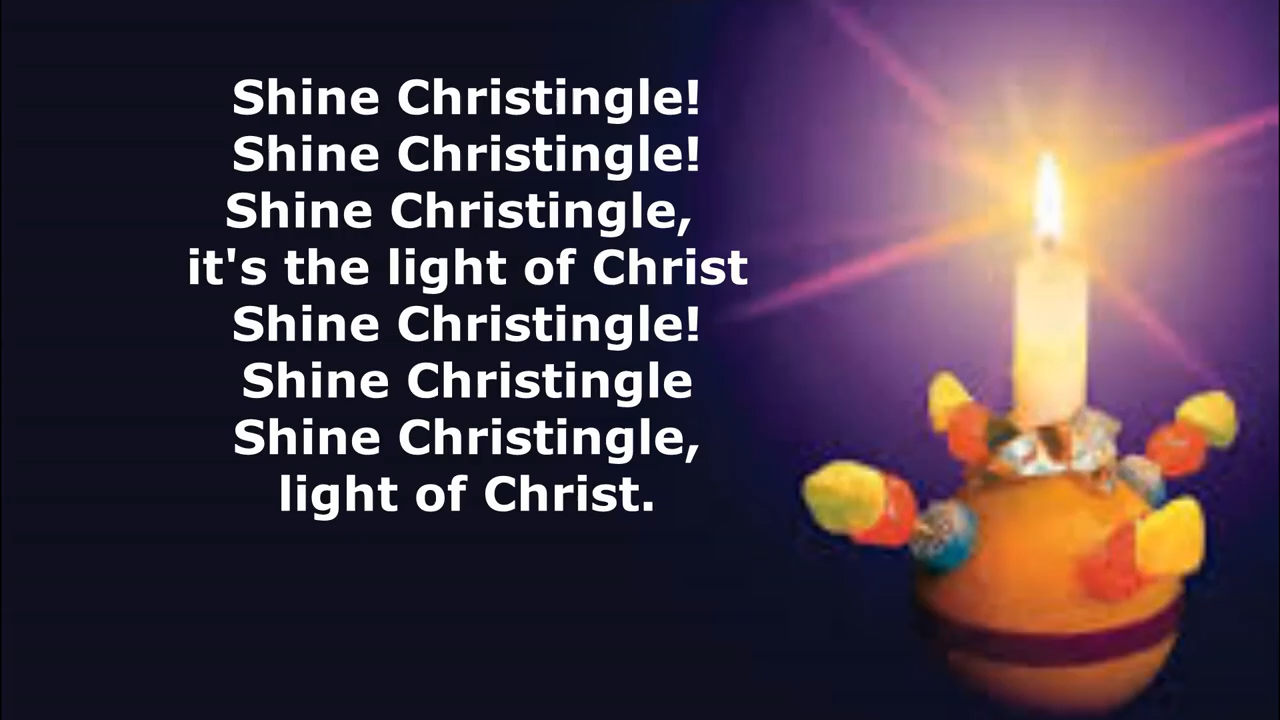 Shine Christingle!
Shine Christingle!
Shine Christingle,
it's the light of Christ
Shine Christingle!
Shine Christingle
Shine Christingle,
light of Christ.